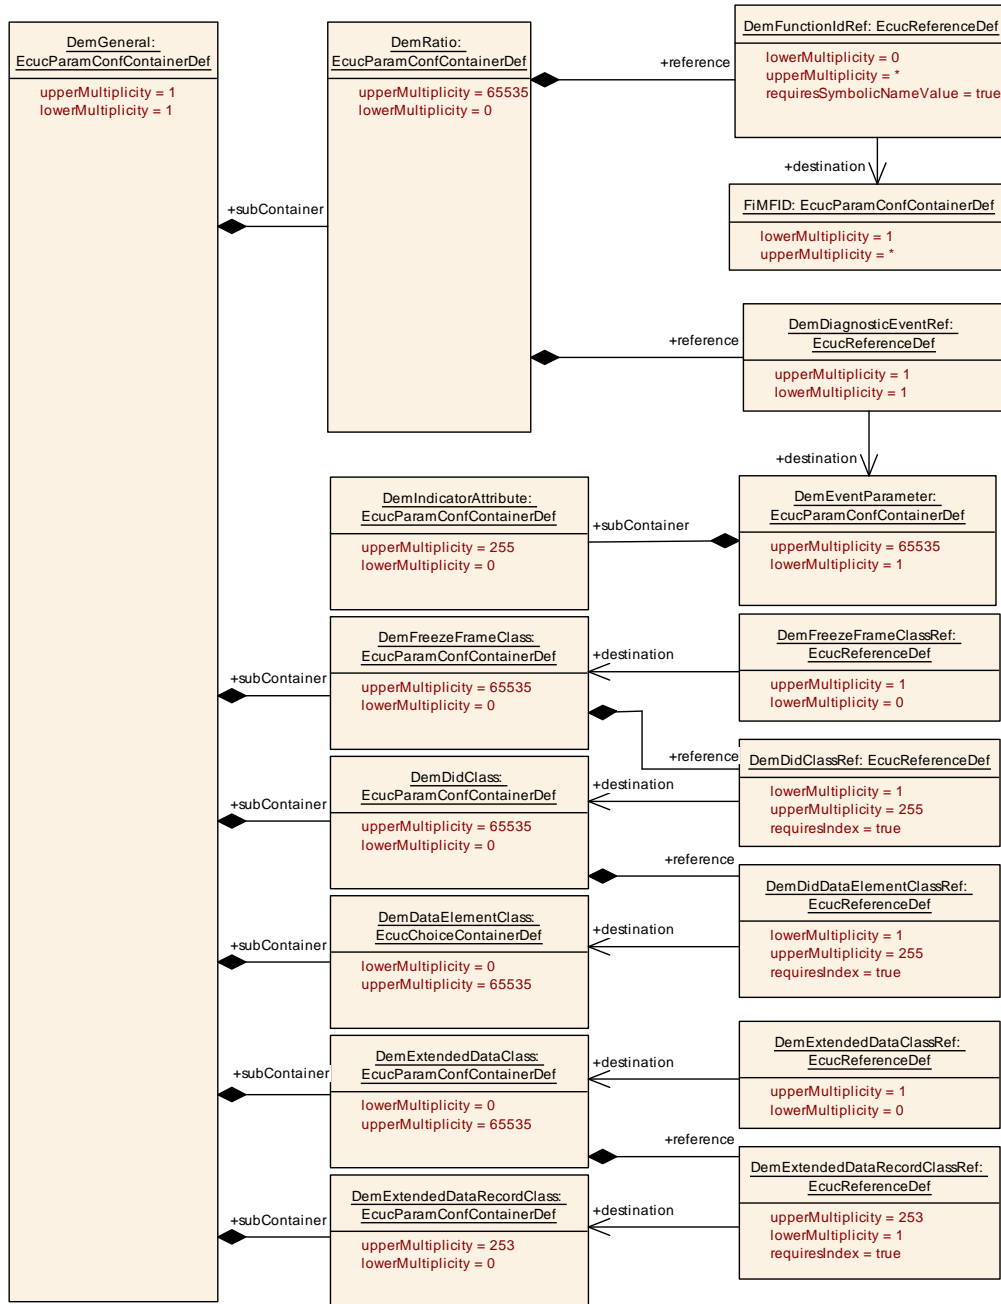 DemGeneral:
EcucParamConfContainerDef
upperMultiplicity = 1
lowerMultiplicity = 1
+subContainer
DemRatio:
EcucParamConfContainerDef
upperMultiplicity = 65535
lowerMultiplicity = 0
+reference
DemFunctionIdRef: EcucReferenceDef
lowerMultiplicity = 0
upperMultiplicity = *
requiresSymbolicNameValue = true
+destination
FiMFID: EcucParamConfContainerDef
lowerMultiplicity = 1
upperMultiplicity = *
+reference
DemDiagnosticEventRef:
EcucReferenceDef
upperMultiplicity = 1
lowerMultiplicity = 1
+destination
DemIndicatorAttribute:
EcucParamConfContainerDef
upperMultiplicity = 255
lowerMultiplicity = 0
+subContainer
DemEventParameter:
EcucParamConfContainerDef
upperMultiplicity = 65535
lowerMultiplicity = 1
+subContainer
DemFreezeFrameClass:
EcucParamConfContainerDef
upperMultiplicity = 65535
lowerMultiplicity = 0
+destination
DemFreezeFrameClassRef:
EcucReferenceDef
upperMultiplicity = 1
lowerMultiplicity = 0
+reference
DemDidClassRef: EcucReferenceDef
lowerMultiplicity = 1
upperMultiplicity = 255
requiresIndex = true
+subContainer
DemDidClass:
EcucParamConfContainerDef
upperMultiplicity = 65535
lowerMultiplicity = 0
+destination
+reference
DemDidDataElementClassRef:
EcucReferenceDef
lowerMultiplicity = 1
upperMultiplicity = 255
requiresIndex = true
+subContainer
DemDataElementClass:
EcucChoiceContainerDef
lowerMultiplicity = 0
upperMultiplicity = 65535
+destination
+subContainer
DemExtendedDataClass:
EcucParamConfContainerDef
lowerMultiplicity = 0
upperMultiplicity = 65535
+destination
DemExtendedDataClassRef:
EcucReferenceDef
upperMultiplicity = 1
lowerMultiplicity = 0
+reference
DemExtendedDataRecordClassRef:
EcucReferenceDef
upperMultiplicity = 253
lowerMultiplicity = 1
requiresIndex = true
+subContainer
DemExtendedDataRecordClass:
EcucParamConfContainerDef
upperMultiplicity = 253
lowerMultiplicity = 0
+destination